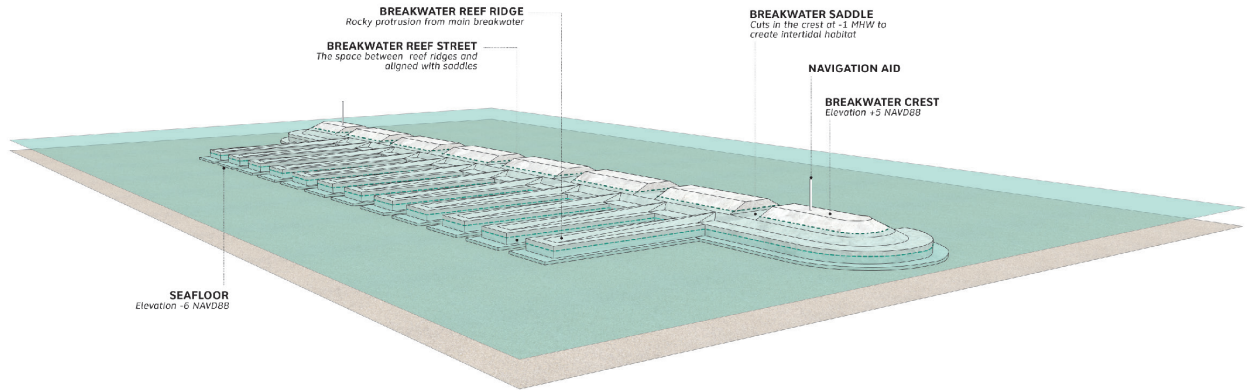 BREAKWATER REEF RIDGE
Rocky protrusion from main breakwater
BREAKWATER REEF STREET
The space between reef ridges and
aligned with saddles
BREAKWATER SADDLE
Cuts in the crest at -1 MHW to
create intertidal habitat
NAVIGATION AID
BREAKWATER CREST
Elevation +5 NAVD88
SEAFLOOR
Elevation -6 NAVD88